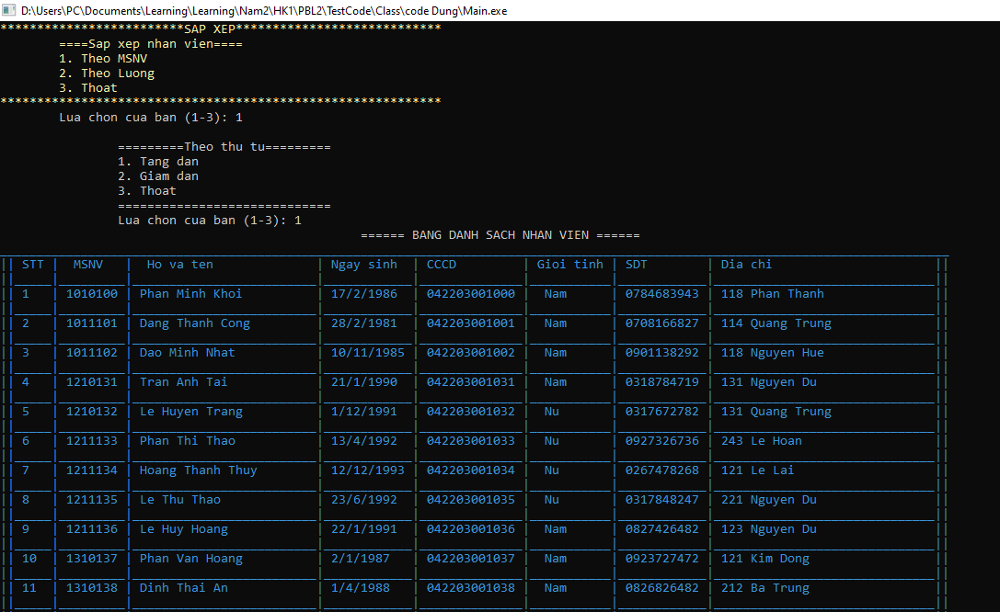 D:\Users\PC\Documents\Learning\Learning\Nam2\HK1\PBL2\TestCode\Class\code Dung\Main.exe
*************************SAP XEP****************************
====Sap xep nhan vien====
1. Theo MSNV
2. Theo Luong
3. Thoat
************************************************************
Lua chon cua ban (1-3): 1
=========Theo thu tu=========
1. Tang dan
2. Giam dan
3. Thoat
=============================
Lua chon cua ban (1-3): 1
====== BANG DANH SACH NHAN VIEN ======
|| STT | MSNV | Ho va ten | Ngay sinh | CCCD | Gioi tinh | SDT | Dia chi ||
|| 1 | 1010100 | Phan Minh Khoi | 17/2/1986 | 042203001000 | Nam | 0784683943 | 118 Phan Thanh ||
|| 2 | 1011101 | Dang Thanh Cong | 28/2/1981 | 042203001001 | Nam | 0708166827 | 114 Quang Trung ||
|| 3 | 1011102 | Dao Minh Nhat | 10/11/1985 | 042203001002 | Nam | 0901138292 | 118 Nguyen Hue ||
|| 4 | 1210131 | Tran Anh Tai | 21/1/1990 | 042203001031 | Nam | 0318784719 | 131 Nguyen Du ||
|| 5 | 1210132 | Le Huyen Trang | 1/12/1991 | 042203001032 | Nu | 0317672782 | 131 Quang Trung ||
|| 6 | 1211133 | Phan Thi Thao | 13/4/1992 | 042203001033 | Nu | 0927326736 | 243 Le Hoan ||
|| 7 | 1211134 | Hoang Thanh Thuy | 12/12/1993 | 042203001034 | Nu | 0267478268 | 121 Le Lai ||
|| 8 | 1211135 | Le Thu Thao | 23/6/1992 | 042203001035 | Nu | 0317848247 | 221 Nguyen Du ||
|| 9 | 1211136 | Le Huy Hoang | 22/1/1991 | 042203001036 | Nam | 0827426482 | 123 Nguyen Du ||
|| 10 | 1310137 | Phan Van Hoang | 2/1/1987 | 042203001037 | Nam | 0923727472 | 121 Kim Dong ||
|| 11 | 1310138 | Dinh Thai An | 1/4/1988 | 042203001038 | Nam | 0826826482 | 212 Ba Trung ||